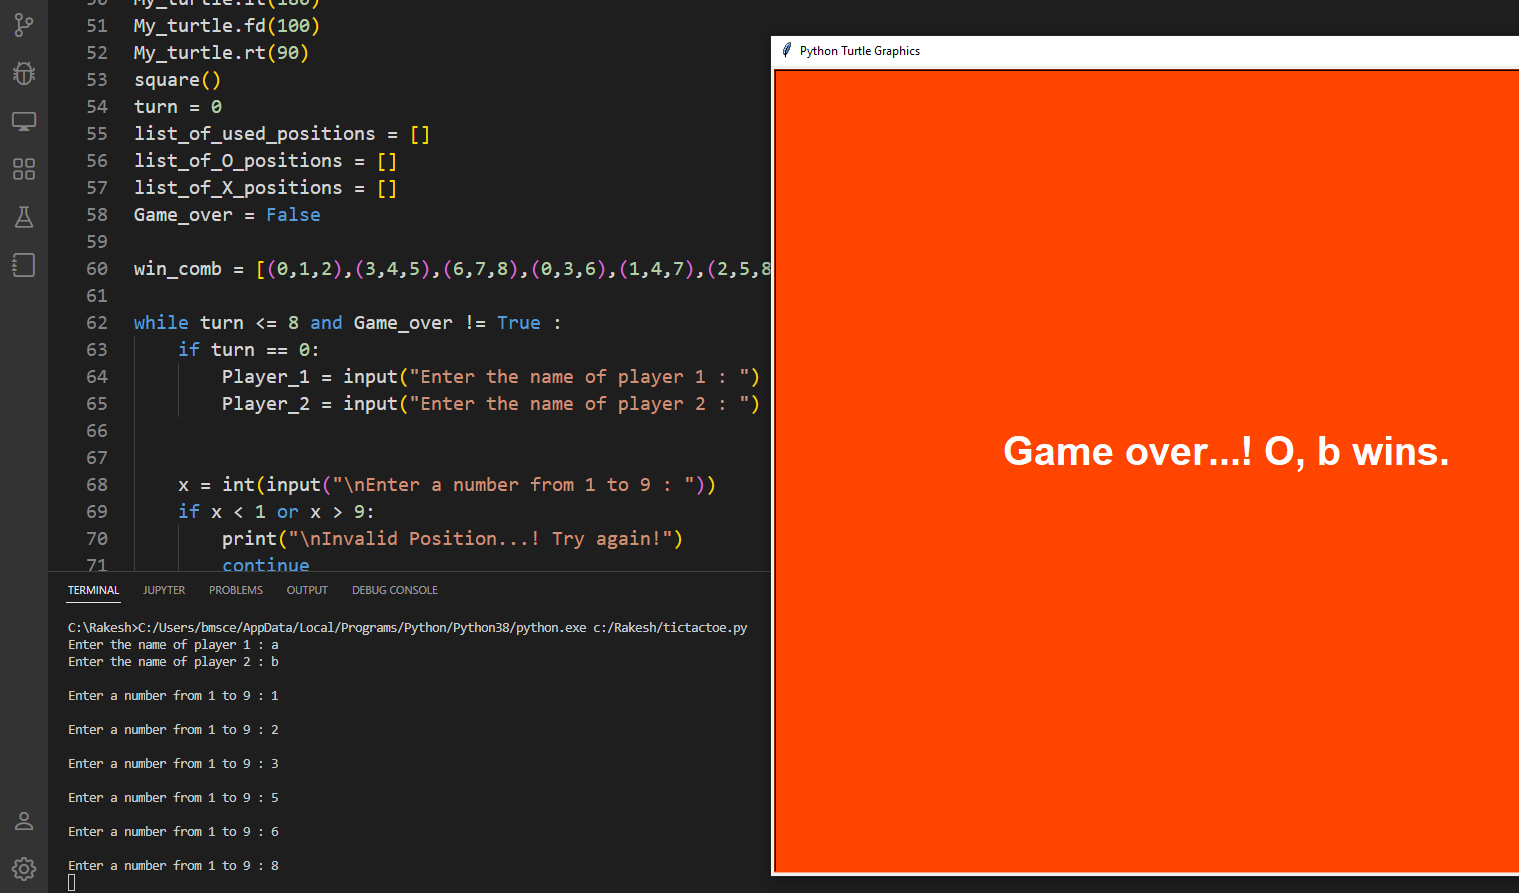 50 My_turtle.lt(180)
51 My_turtle.fd(100)
52 My_turtle.rt(90)
53 square()
54 turn = 0
55 list_of_used_positions = []
56 list_of_O_positions = []
57 list_of_X_positions = []
58 Game_over = False
59
60 win_comb = [(0,1,2),(3,4,5),(6,7,8),(0,3,6),(1,4,7),(2,5,8
61
62 while turn <= 8 and Game_over != True :
63 if turn == 0:
64 Player_1 = input("Enter the name of player 1 : ")
65 Player_2 = input("Enter the name of player 2 : ")
66
67
68 x = int(input("\nEnter a number from 1 to 9 : "))
69 if x < 1 or x > 9:
70 print("\nInvalid Position...! Try again!")
71 continue
TERMINAL JUPYTER PROBLEMS OUTPUT DEBUG CONSOLE
C:\Rakesh>C:/Users/bmsce/AppData/Local/Programs/Python/Python38/python.exe c:/Rakesh/tictactoe.py
Enter the name of player 1 : a
Enter the name of player 2 : b
Enter a number from 1 to 9 : 1
Enter a number from 1 to 9 : 2
Enter a number from 1 to 9 : 3
Enter a number from 1 to 9 : 5
Enter a number from 1 to 9 : 6
Enter a number from 1 to 9 : 8
Python Turtle Graphics
Game over...! O, b wins.